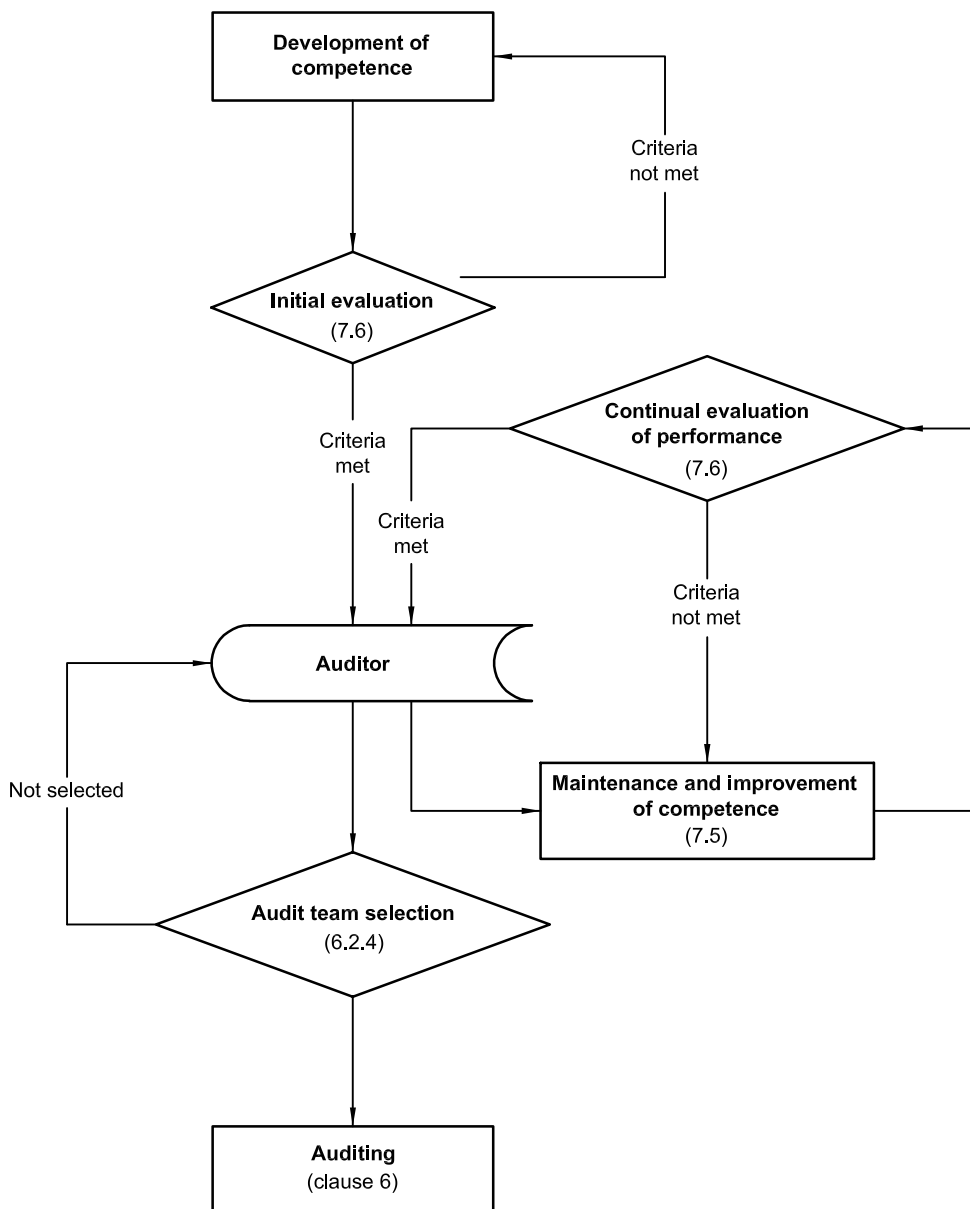 Development of
competence
Criteria
not met
Initial evaluation
(7.6)
Criteria
met
Continual evaluation
of performance
(7.6)
Criteria
met
Criteria
not met
Auditor
Not selected
Maintenance and improvement
of competence
(7.5)
Audit team selection
(6.2.4)
Auditing
(clause 6)